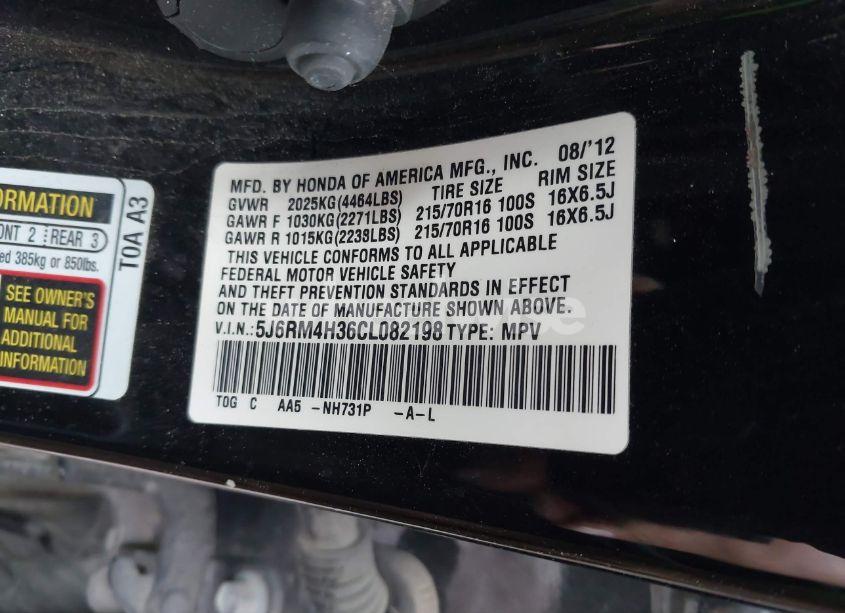 ORMATION
ONT 2 REAR 3
ed 385kg or 850lbs.
SEE OWNER'S
MANUAL FOR
ADDITIONAL
INFORMATION
T0A A3
MFD. BY HONDA OF AMERICA MFG., INC. 08/'12
GVWR 2025KG(4464LBS) TIRE SIZE RIM SIZE
GAWR F 1030KG(2271LBS) 215/70R16 100S 16X6.5J
GAWR R 1015KG(2238LBS) 215/70R16 100S 16X6.5J
THIS VEHICLE CONFORMS TO ALL APPLICABLE
FEDERAL MOTOR VEHICLE SAFETY
AND THEFT PREVENTION STANDARDS IN EFFECT
ON THE DATE OF MANUFACTURE SHOWN ABOVE.
V.I.N.:5J6RM4H36CL082198 TYPE: MPV
T0G C AA5 -NH731P -A-L